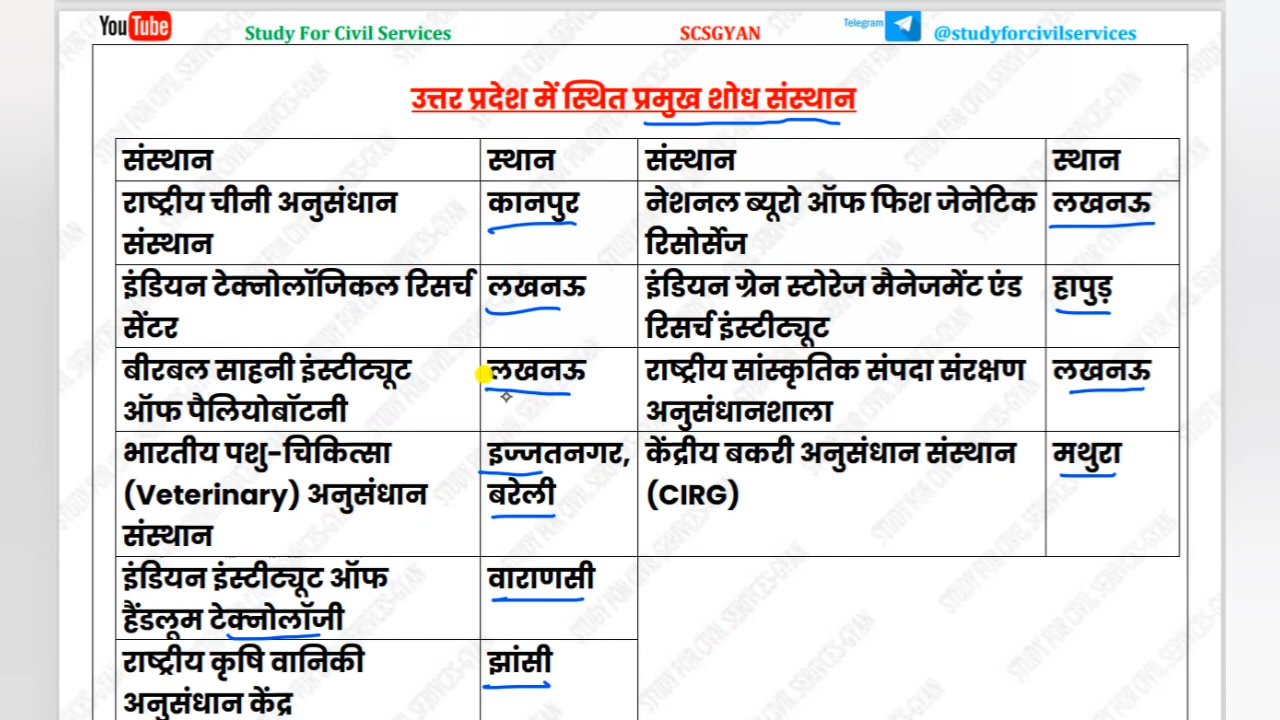 YouTube
Study For Civil Services
SCSGYAN
Telegram
@studyforcivilservices
उत्तर प्रदेश में स्थित प्रमुख शोध संस्थान
संस्थान स्थान संस्थान स्थान
राष्ट्रीय चीनी अनुसंधान
संस्थान
कानपुर
नेशनल ब्यूरो ऑफ फिश जेनेटिक
रिसोर्सेज
लखनऊ
इंडियन टेक्नोलॉजिकल रिसर्च
सेंटर
लखनऊ
इंडियन ग्रेन स्टोरेज मैनेजमेंट एंड
रिसर्च इंस्टीट्यूट
हापुड़
बीरबल साहनी इंस्टीट्यूट
ऑफ पैलियोबॉटनी
लखनऊ
राष्ट्रीय सांस्कृतिक संपदा संरक्षण
अनुसंधानशाला
लखनऊ
भारतीय पशु-चिकित्सा
(Veterinary) अनुसंधान
संस्थान
इज्जतनगर,
बरेली
केंद्रीय बकरी अनुसंधान संस्थान
(CIRG)
मथुरा
इंडियन इंस्टीट्यूट ऑफ
हैंडलूम टेक्नोलॉजी
वाराणसी
राष्ट्रीय कृषि वानिकी
अनुसंधान केंद्र
झांसी